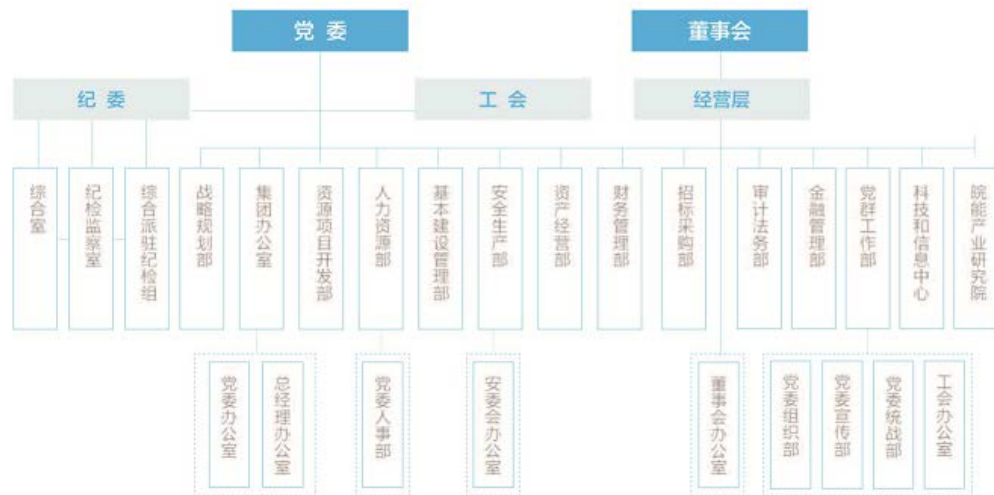 党委
董事会
纪委
工会
经营层
综合室
纪检监察室
综合派驻纪检组
战略规划部
集团办公室
资源项目开发部
人力资源部
基本建设管理部
安全生产部
资产经营部
财务管理部
招标采购部
审计法务部
金融管理部
党群工作部
科技和信息中心
皖能产业研究院
党委办公室
总经理办公室
党委人事部
安委会办公室
董事会办公室
党委组织部
党委宣传部
党委统战部
工会办公室